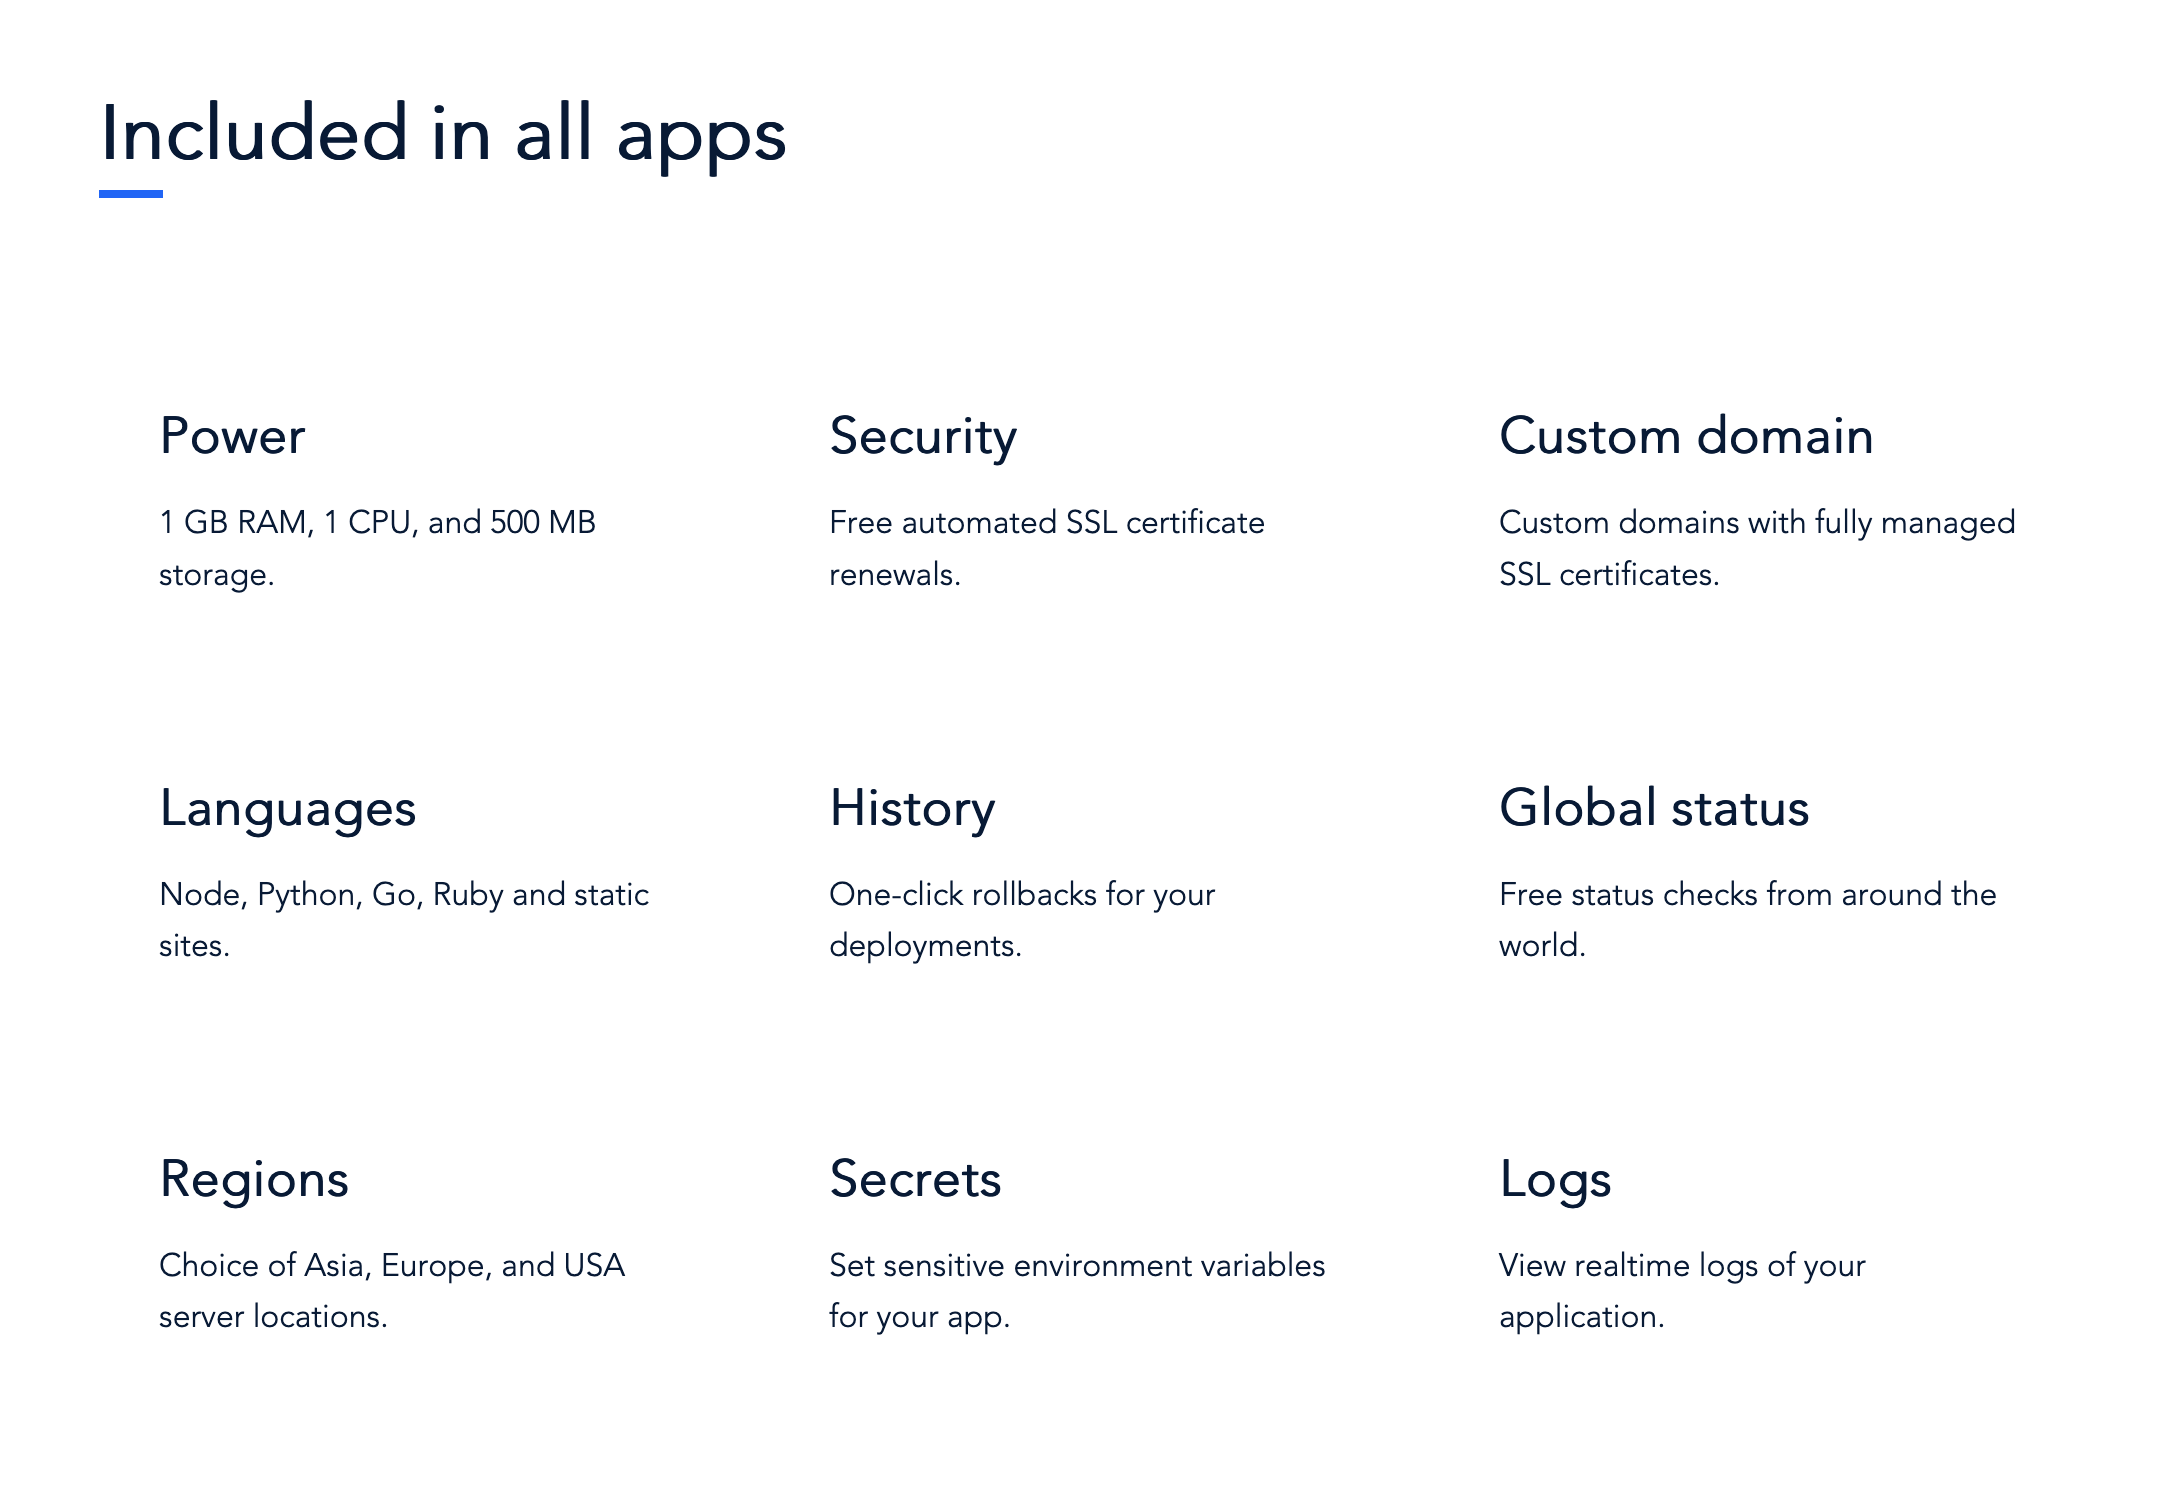 Included in all apps
Power
1 GB RAM, 1 CPU, and 500 MB
storage.
Security
Free automated SSL certificate
renewals.
Custom domain
Custom domains with fully managed
SSL certificates.
Languages
Node, Python, Go, Ruby and static
sites.
History
One-click rollbacks for your
deployments.
Global status
Free status checks from around the
world.
Regions
Choice of Asia, Europe, and USA
server locations.
Secrets
Set sensitive environment variables
for your app.
Logs
View realtime logs of your
application.